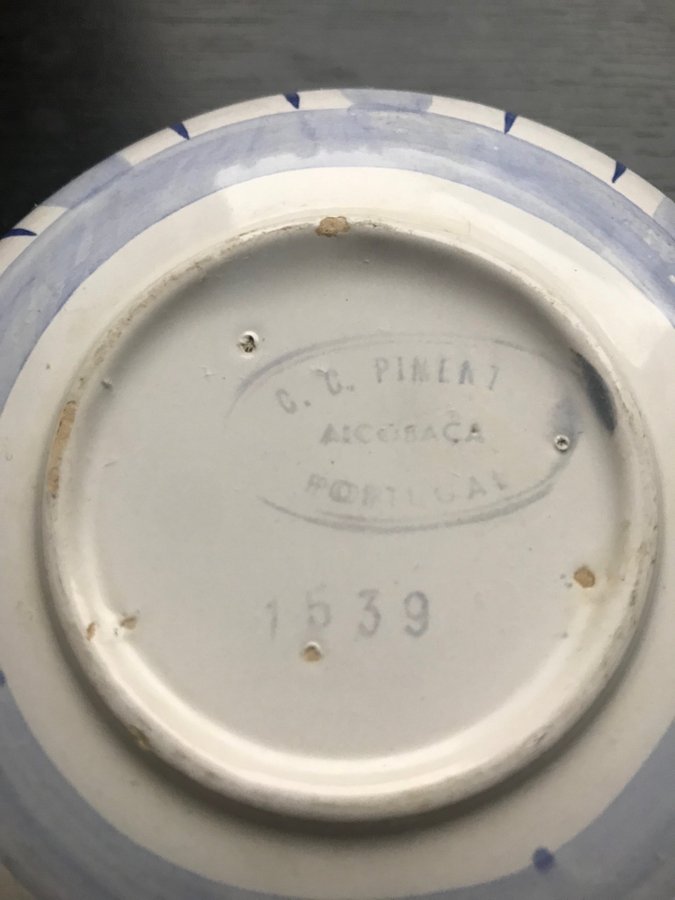 C. C.
ALCOBAÇA
PORTUGAL
1539